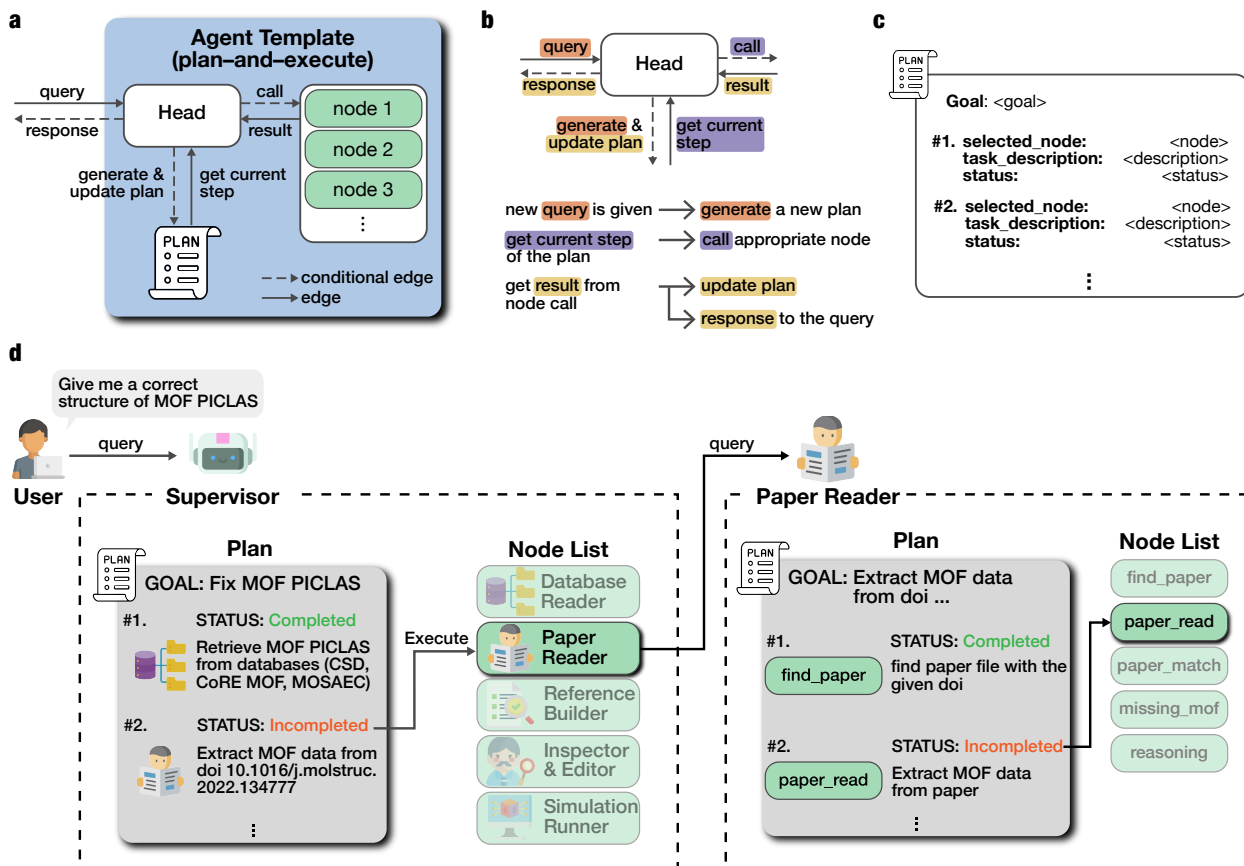 a
Agent Template
(plan–and–execute)
query
response
Head
call
result
node 1
node 2
node 3
⋮
generate &
update plan
get current
step
PLAN
conditional edge
edge
b
query
response
Head
call
result
generate &
update plan
get current
step
new query is given
generate a new plan
get current step
of the plan
call appropriate node
get result from
node call
update plan
response to the query
c
PLAN
Goal: <goal>
#1. selected_node: <node>
task_description: <description>
status: <status>
#2. selected_node: <node>
task_description: <description>
status: <status>
⋮
d
Give me a correct
structure of MOF PICLAS
query
User
Supervisor
PLAN
Plan
GOAL: Fix MOF PICLAS
#1. STATUS: Completed
Retrieve MOF PICLAS
from databases (CSD,
CoRE MOF, MOSAEC)
#2. STATUS: Incompleted
Extract MOF data from
doi 10.1016/j.molstruc.
2022.134777
⋮
Execute
Node List
Database
Reader
Paper
Reader
Reference
Builder
Inspector
& Editor
Simulation
Runner
query
Paper Reader
PLAN
Plan
GOAL: Extract MOF data
from doi ...
#1. STATUS: Completed
find_paper
find paper file with the
given doi
#2. STATUS: Incompleted
paper_read
Extract MOF data
from paper
⋮
Node List
find_paper
paper_read
paper_match
missing_mof
reasoning